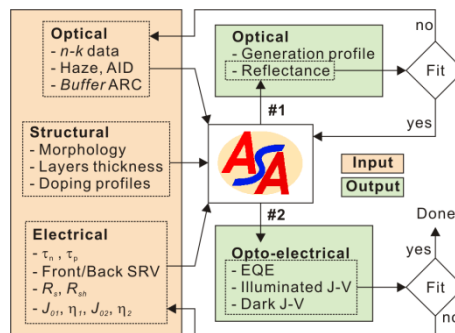 Optical
- n-k data
- Haze, AID
- Buffer ARC
Structural
- Morphology
- Layers thickness
- Doping profiles
Electrical
- τn , τp
- Front/Back SRV
- Rs, Rsh
- J01, η1, J02, η2
Optical
- Generation profile
- Reflectance
#1
ASA
#2
Opto-electrical
- EQE
- Illuminated J-V
- Dark J-V
no
Fit
yes
Input
Output
Done
yes
Fit
no